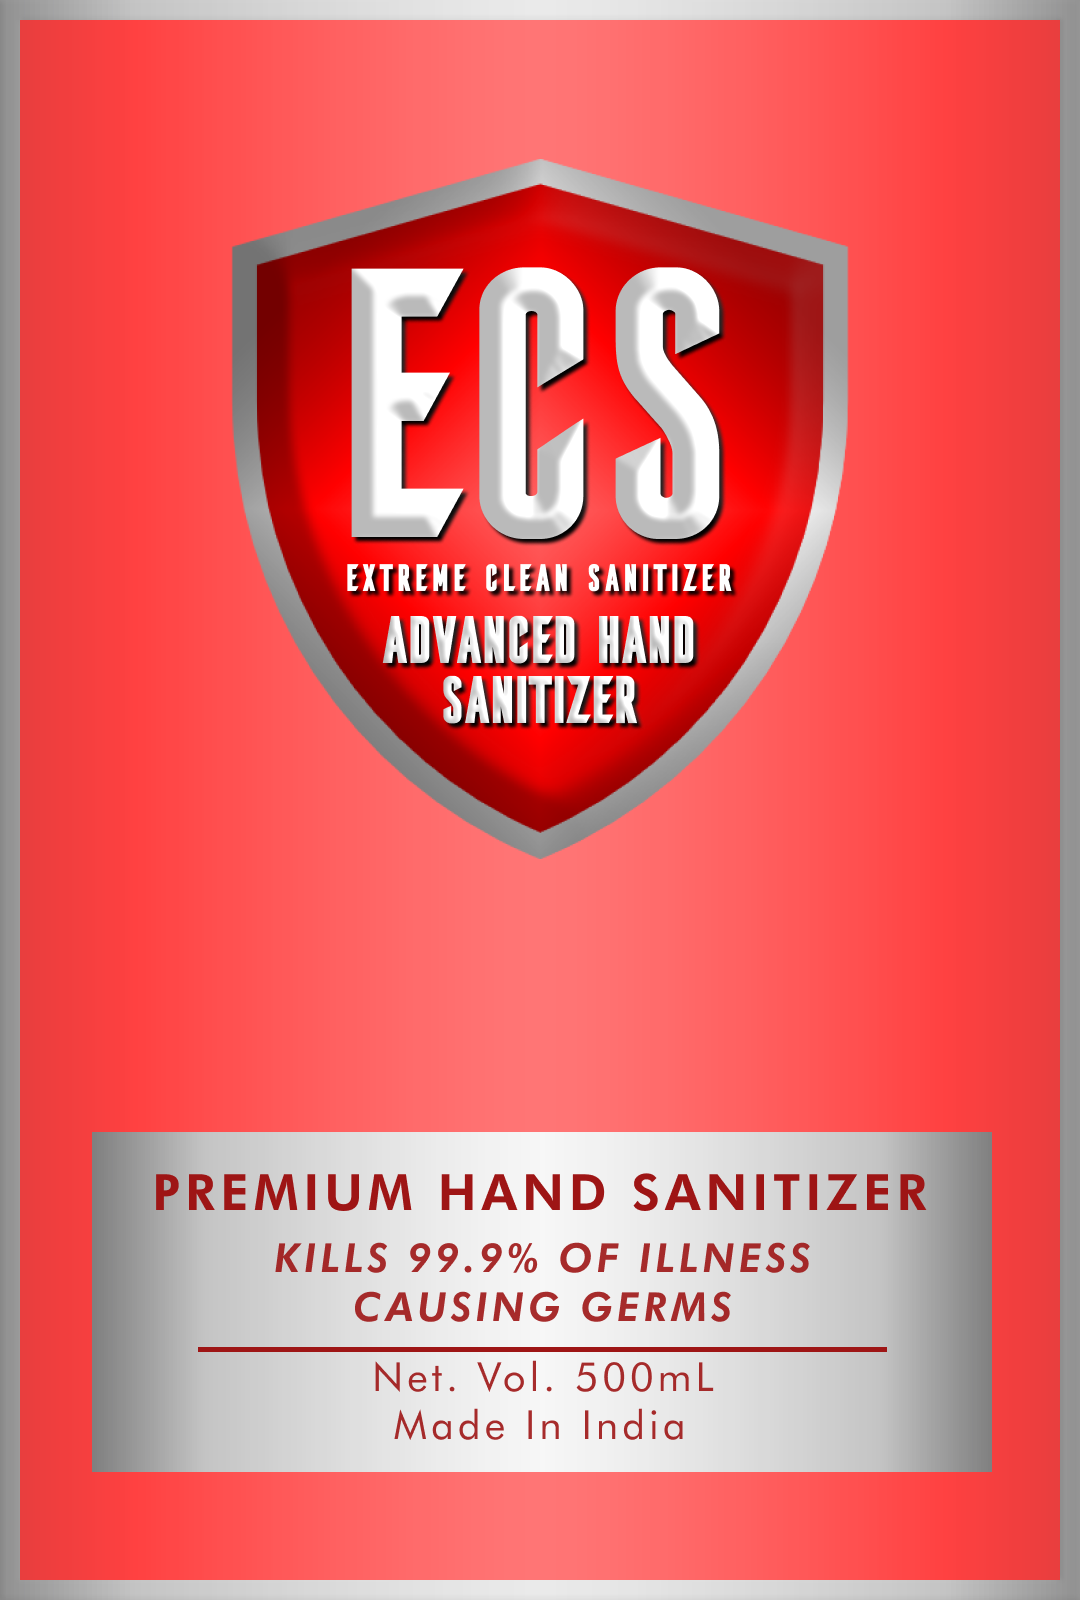 ECS
EXTREME CLEAN SANITIZER
ADVANCED HAND
SANITIZER
PREMIUM HAND SANITIZER
KILLS 99.9% OF ILLNESS
CAUSING GERMS
Net. Vol. 500mL
Made In India